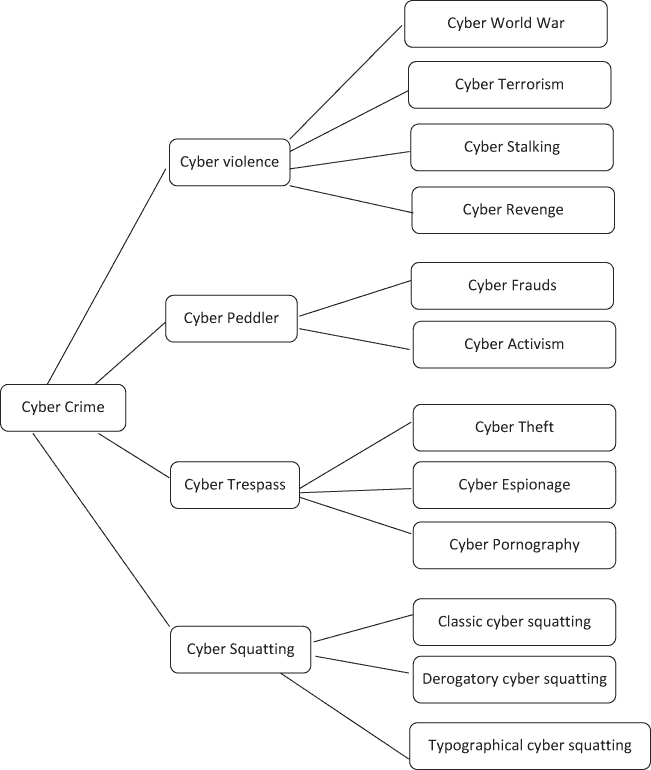 Cyber World War
Cyber Terrorism
Cyber Stalking
Cyber violence
Cyber Revenge
Cyber Frauds
Cyber Peddler
Cyber Activism
Cyber Crime
Cyber Theft
Cyber Trespass
Cyber Espionage
Cyber Pornography
Classic cyber squatting
Cyber Squatting
Derogatory cyber squatting
Typographical cyber squatting